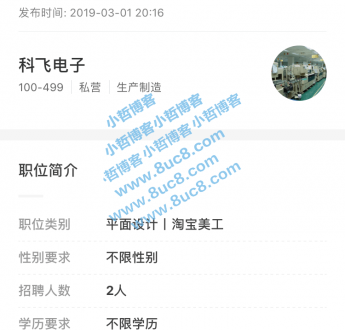 发布时间: 2019-03-01 20:16
科飞电子
100-499 | 私营 | 生产制造
小哲博客
小哲博客 小哲博客
小哲博客 小哲博客
www.8uc8.com
www.8uc8.com
www.8uc8.com
职位简介
职位类别 平面设计丨淘宝美工
性别要求 不限性别
招聘人数 2人
学历要求 不限学历